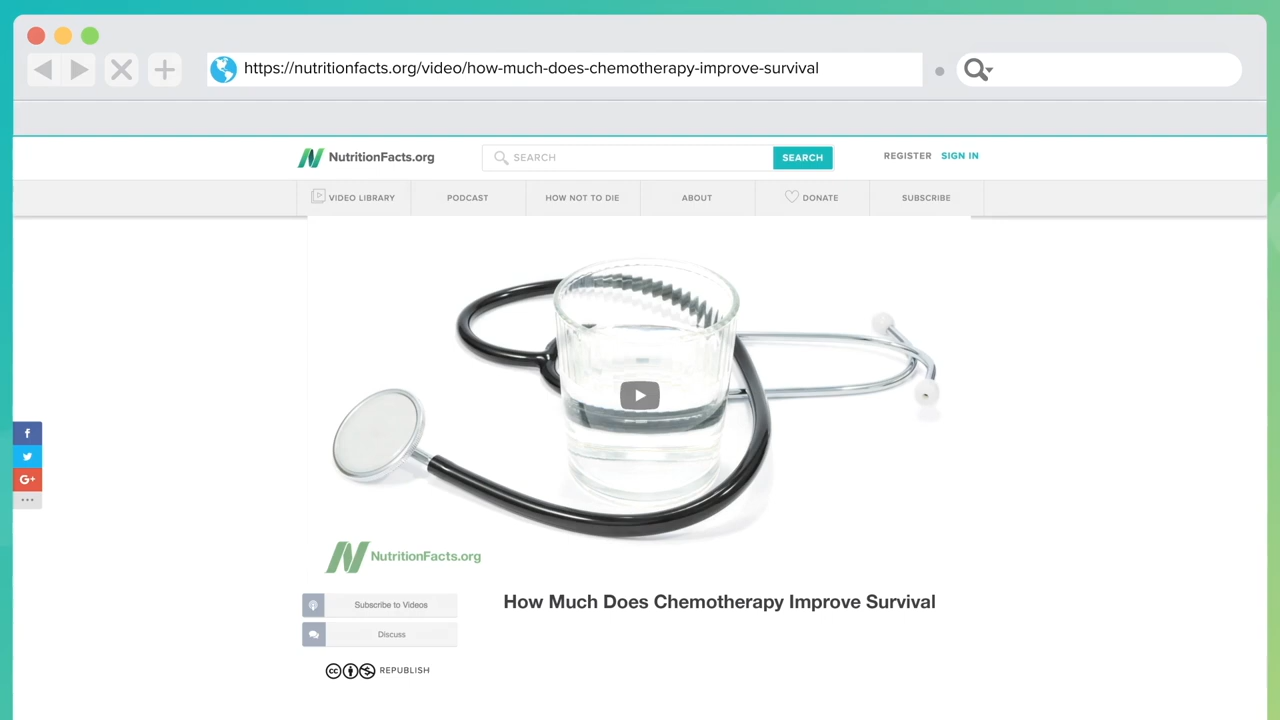 https://nutritionfacts.org/video/how-much-does-chemotherapy-improve-survival
NutritionFacts.org
SEARCH
SEARCH
REGISTER
SIGN IN
VIDEO LIBRARY
PODCAST
HOW NOT TO DIE
ABOUT
DONATE
SUBSCRIBE
f
G+
NutritionFacts.org
Subscribe to Videos
How Much Does Chemotherapy Improve Survival
Discuss
cc
REPUBLISH